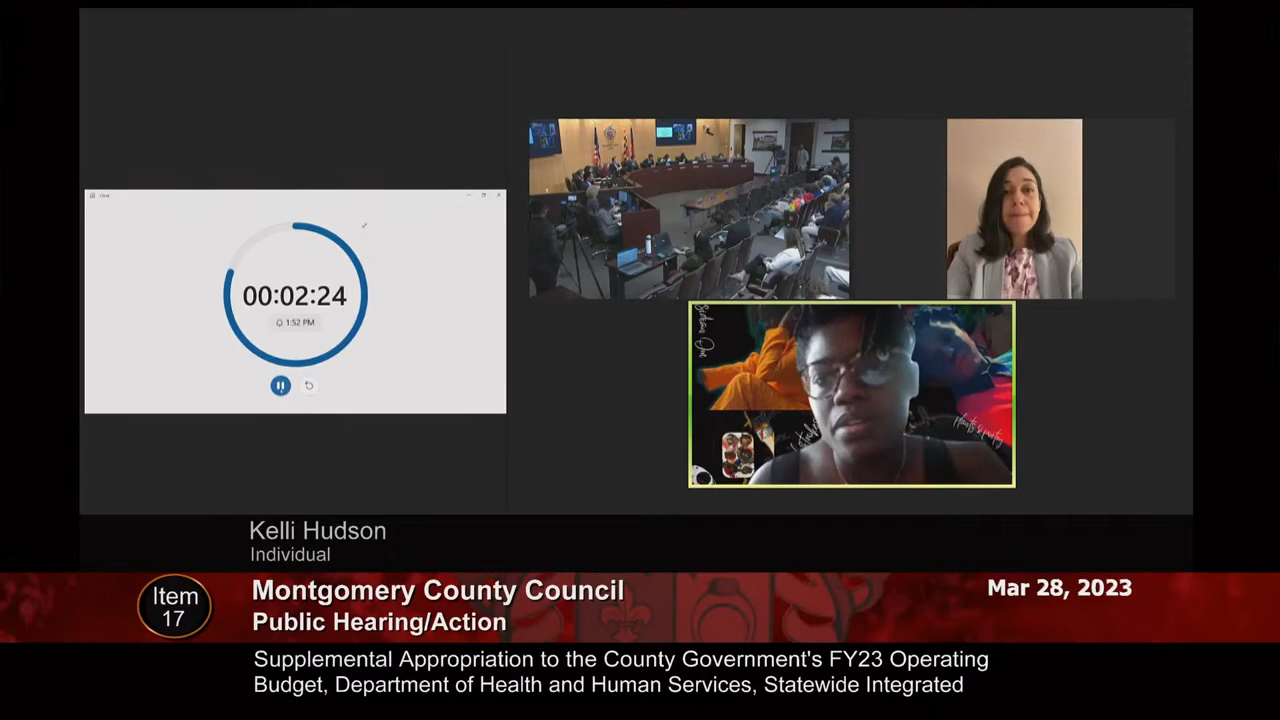 00:02:24
1:52 PM
Kelli Hudson
Individual
Item
17
Montgomery County Council
Public Hearing/Action
Mar 28, 2023
Supplemental Appropriation to the County Government's FY23 Operating
Budget, Department of Health and Human Services, Statewide Integrated